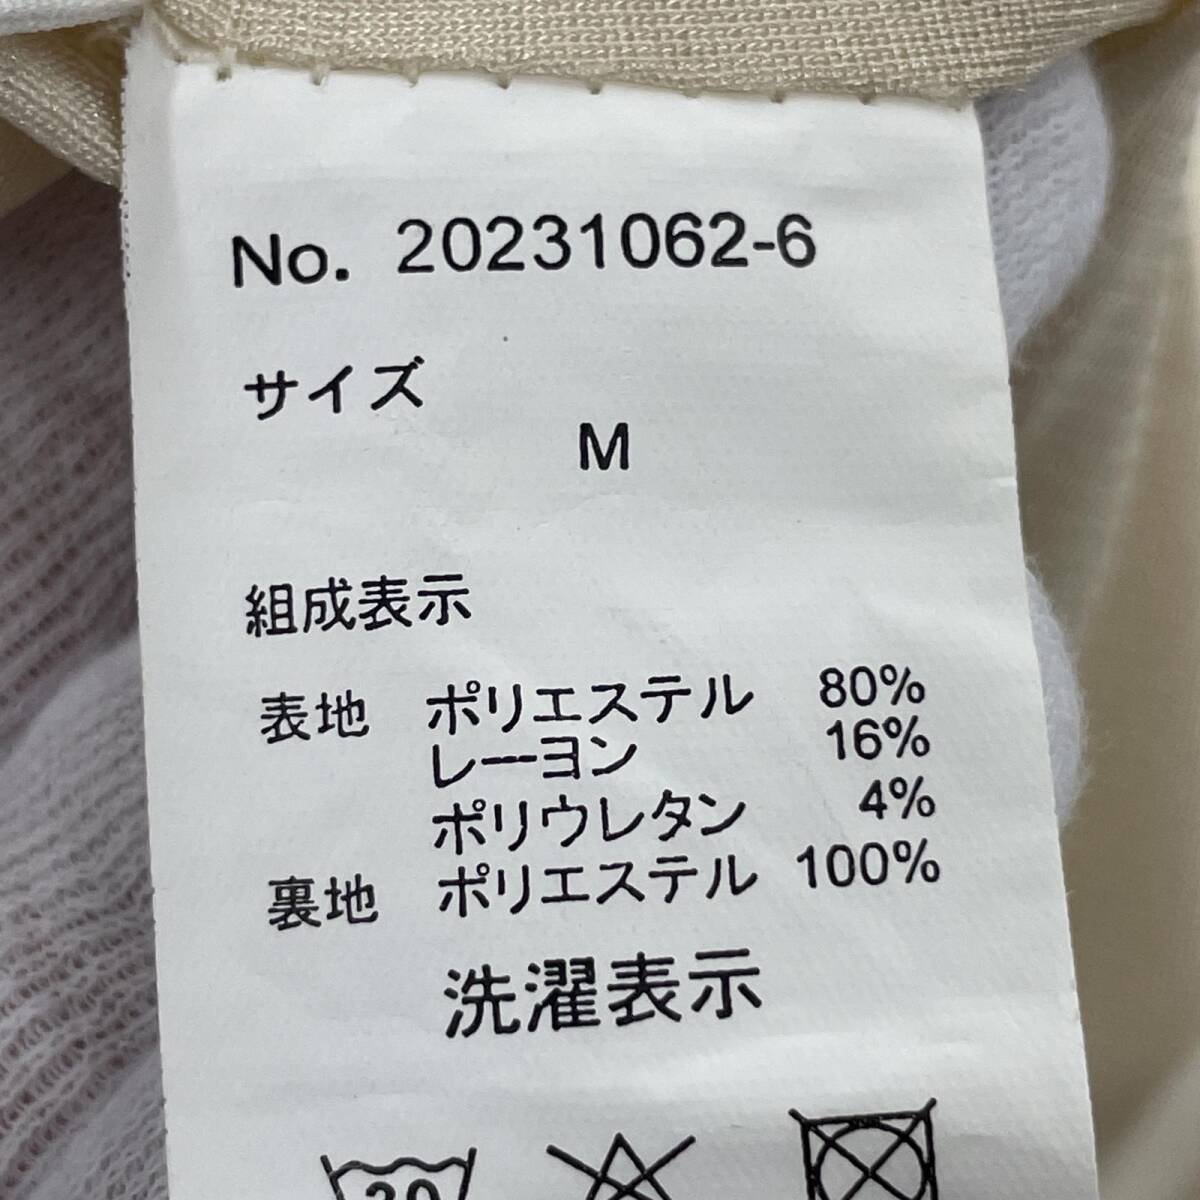 No. 20231062-6
サイズ
M
組成表示
表地 ポリエステル 80%
レーヨン 16%
ポリウレタン 4%
裏地 ポリエステル 100%
洗濯表示